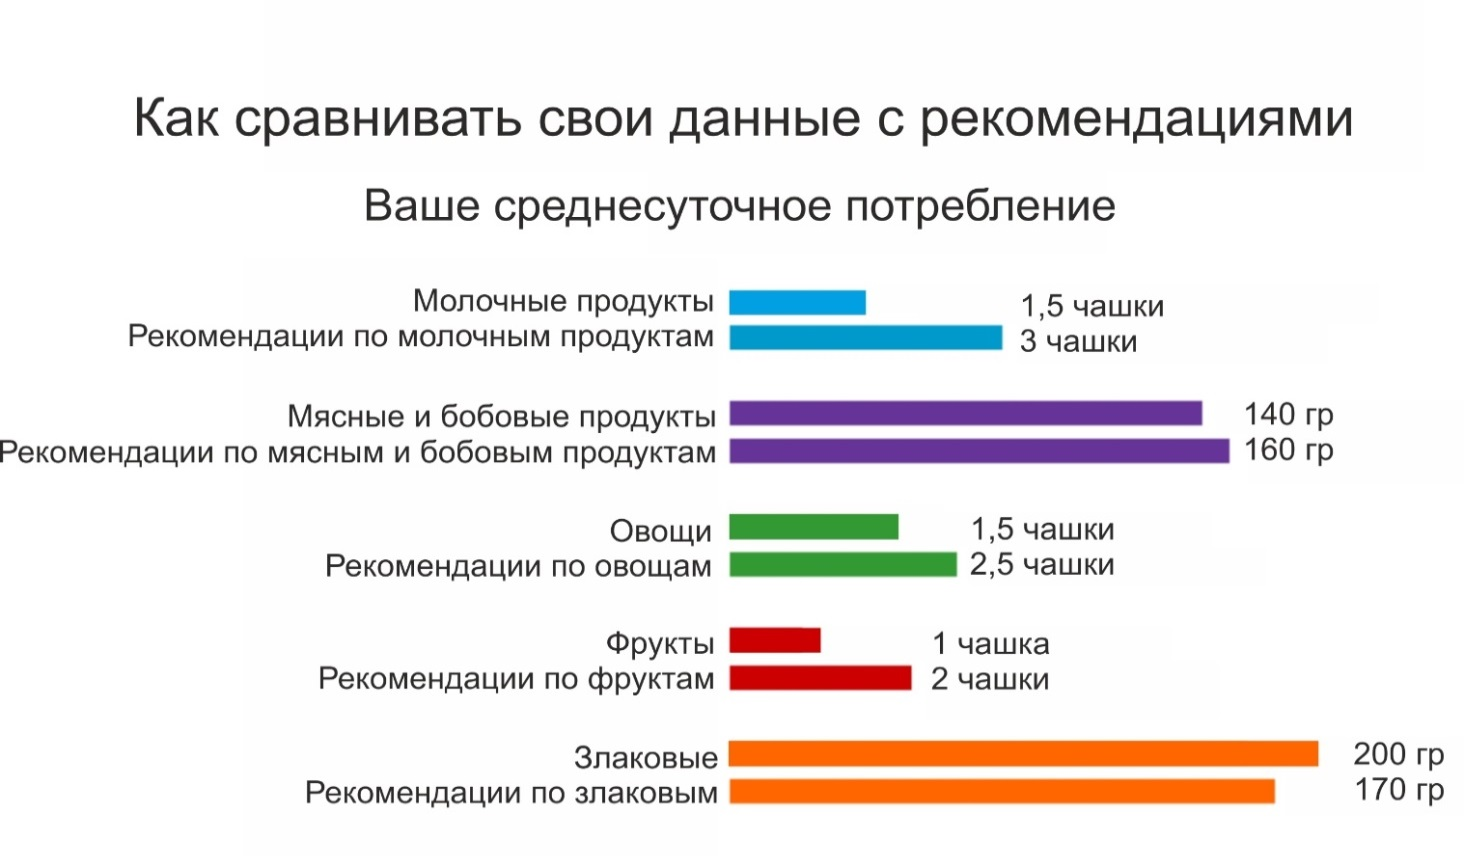 Как сравнивать свои данные с рекомендациями
Ваше среднесуточное потребление
Молочные продукты 1,5 чашки
Рекомендации по молочным продуктам 3 чашки
Мясные и бобовые продукты 140 гр
Рекомендации по мясным и бобовым продуктам 160 гр
Овощи 1,5 чашки
Рекомендации по овощам 2,5 чашки
Фрукты 1 чашка
Рекомендации по фруктам 2 чашки
Злаковые 200 гр
Рекомендации по злаковым 170 гр